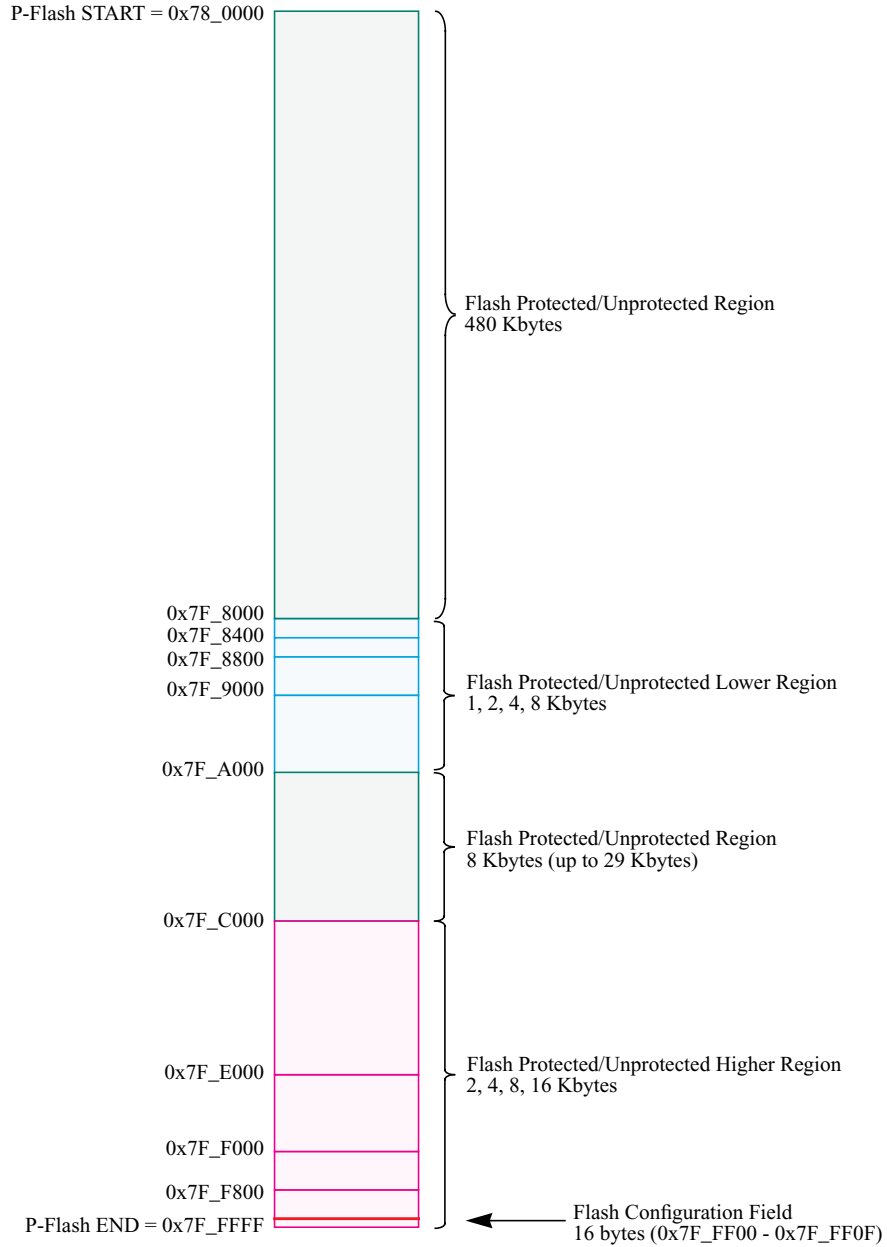 P-Flash START = 0x78_0000
Flash Protected/Unprotected Region
480 Kbytes
0x7F_8000
0x7F_8400
0x7F_8800
0x7F_9000
Flash Protected/Unprotected Lower Region
1, 2, 4, 8 Kbytes
0x7F_A000
Flash Protected/Unprotected Region
8 Kbytes (up to 29 Kbytes)
0x7F_C000
0x7F_E000
Flash Protected/Unprotected Higher Region
2, 4, 8, 16 Kbytes
0x7F_F000
0x7F_F800
P-Flash END = 0x7F_FFFF
Flash Configuration Field
16 bytes (0x7F_FF00 - 0x7F_FF0F)